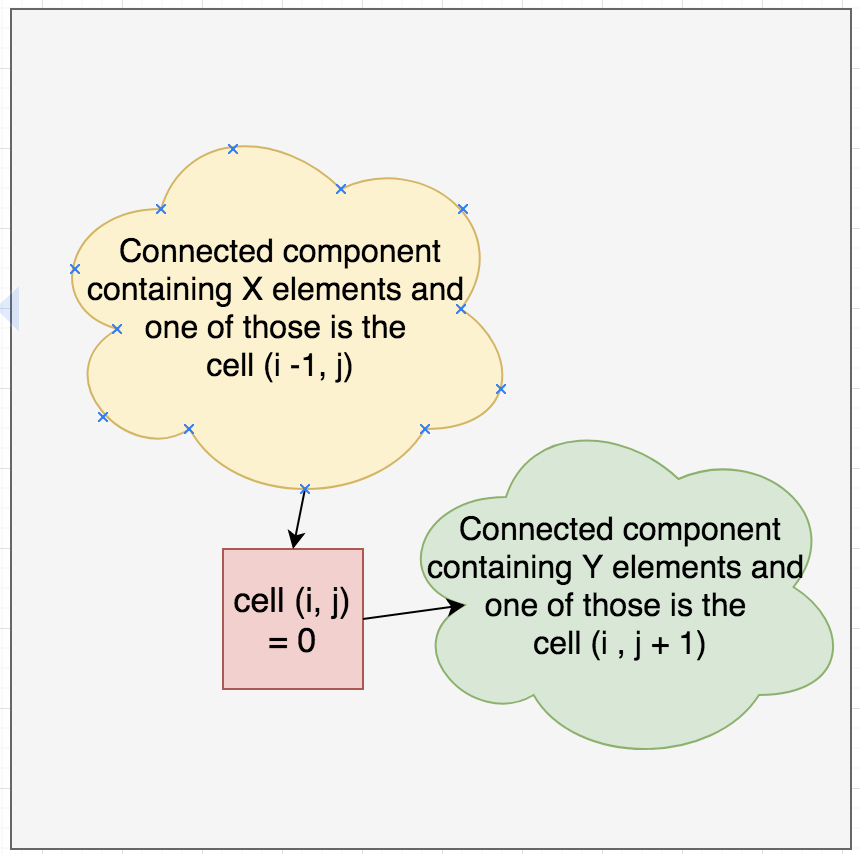 Connected component
containing X elements and
one of those is the
cell (i -1, j)
cell (i, j)
= 0
Connected component
containing Y elements and
one of those is the
cell (i , j + 1)